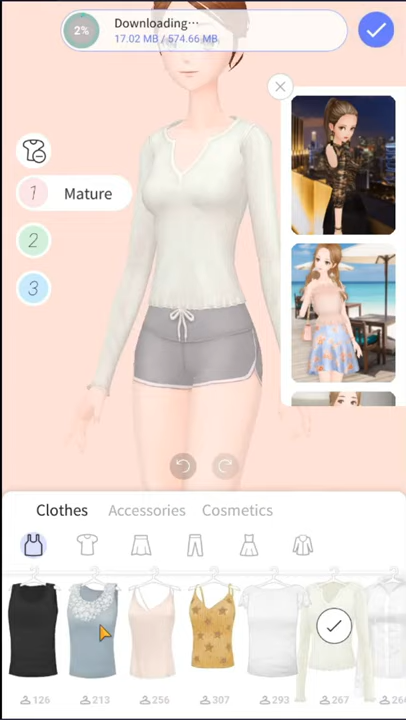 2%
Downloading···
17.02 MB / 574.66 MB
1
Mature
2
3
Clothes
Accessories
Cosmetics
126
213
256
307
293
267